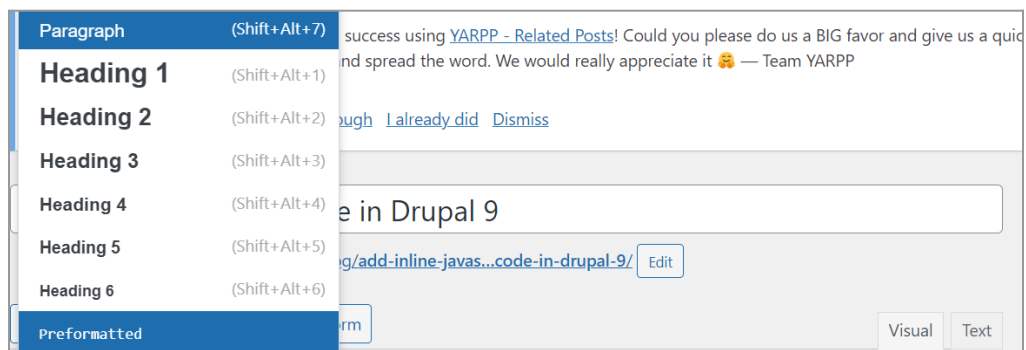 Paragraph (Shift+Alt+7)
Heading 1 (Shift+Alt+1)
Heading 2 (Shift+Alt+2)
Heading 3 (Shift+Alt+3)
Heading 4 (Shift+Alt+4)
Heading 5 (Shift+Alt+5)
Heading 6 (Shift+Alt+6)
Preformatted
success using YARPP - Related Posts! Could you please do us a BIG favor and give us a quic
nd spread the word. We would really appreciate it 🤗 — Team YARPP
ough I already did Dismiss
e in Drupal 9
og/add-inline-javas...code-in-drupal-9/ Edit
orm
Visual Text